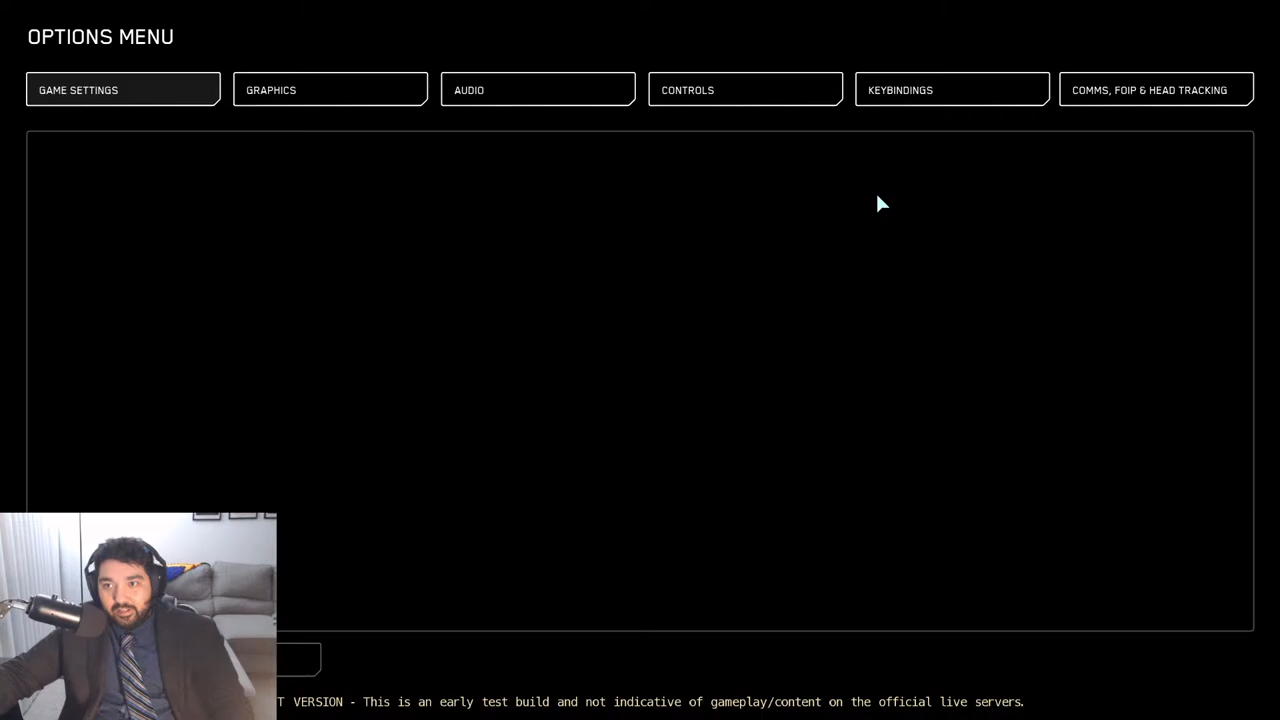 OPTIONS MENU
GAME SETTINGS
GRAPHICS
AUDIO
CONTROLS
KEYBINDINGS
COMMS, FOIP & HEAD TRACKING
T VERSION - This is an early test build and not indicative of gameplay/content on the official live servers.